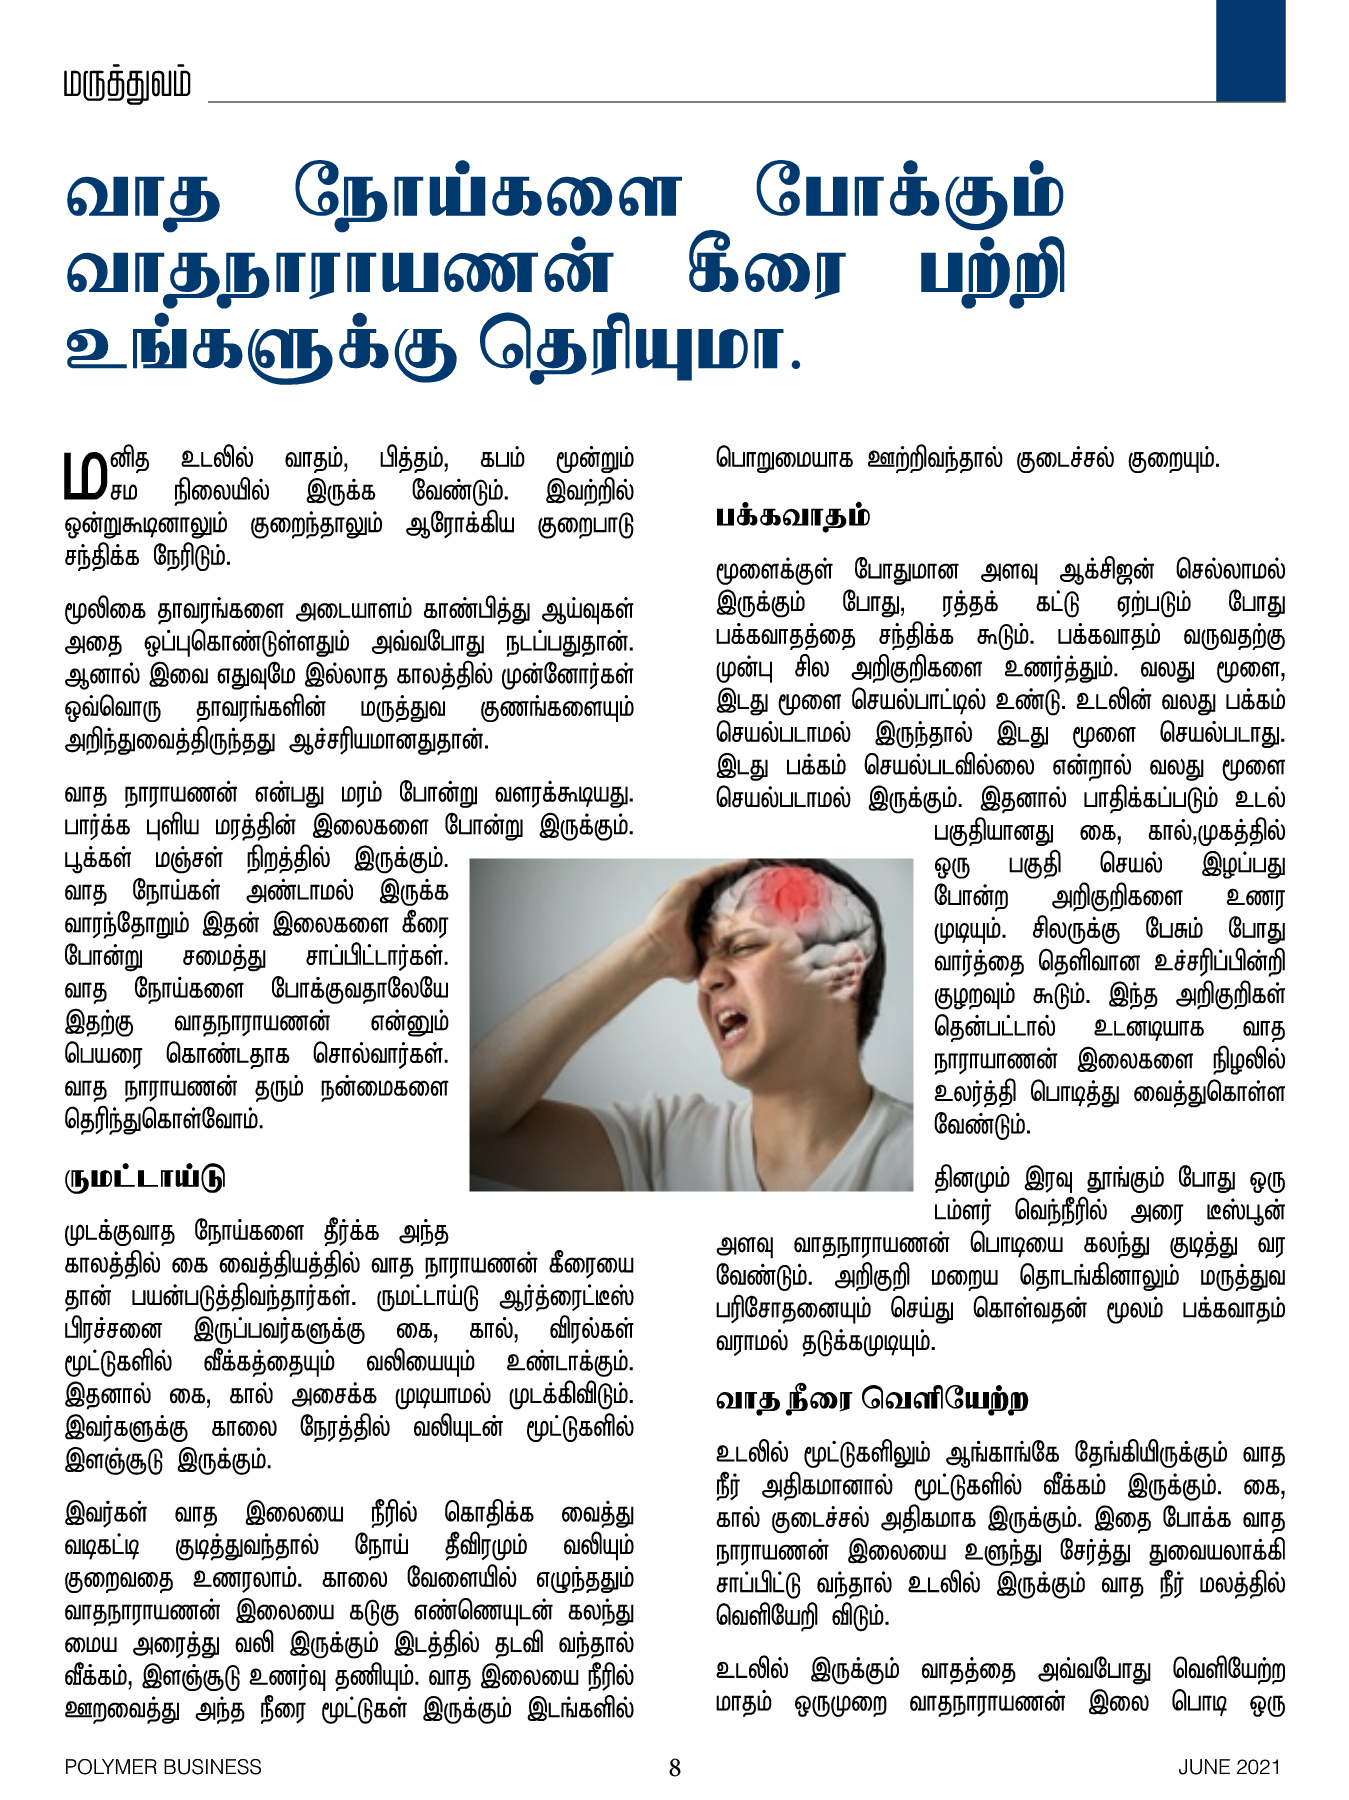 மருத்துவம்
வாத நோய்களை போக்கும்
வாதநாராயணன் கீரை பற்றி
உங்களுக்கு தெரியுமா.
மனித உடலில் வாதம், பித்தம், கபம் மூன்றும்
சம நிலையில் இருக்க வேண்டும். இவற்றில்
ஒன்றுகூடினாலும் குறைந்தாலும் ஆரோக்கிய குறைபாடு
சந்திக்க நேரிடும்.
மூலிகை தாவரங்களை அடையாளம் காண்பித்து ஆய்வுகள்
அதை ஒப்புகொண்டுள்ளதும் அவ்வபோது நடப்பதுதான்.
ஆனால் இவை எதுவுமே இல்லாத காலத்தில் முன்னோர்கள்
ஒவ்வொரு தாவரங்களின் மருத்துவ குணங்களையும்
அறிந்துவைத்திருந்தது ஆச்சரியமானதுதான்.
வாத நாராயணன் என்பது மரம் போன்று வளரக்கூடியது.
பார்க்க புளிய மரத்தின் இலைகளை போன்று இருக்கும்.
பூக்கள் மஞ்சள் நிறத்தில் இருக்கும்.
வாத நோய்கள் அண்டாமல் இருக்க
வாரந்தோறும் இதன் இலைகளை கீரை
போன்று சமைத்து சாப்பிட்டார்கள்.
வாத நோய்களை போக்குவதாலேயே
இதற்கு வாதநாராயணன் என்னும்
பெயரை கொண்டதாக சொல்வார்கள்.
வாத நாராயணன் தரும் நன்மைகளை
தெரிந்துகொள்வோம்.
ருமட்டாய்டு
முடக்குவாத நோய்களை தீர்க்க அந்த
காலத்தில் கை வைத்தியத்தில் வாத நாராயணன் கீரையை
தான் பயன்படுத்திவந்தார்கள். ருமட்டாய்டு ஆர்த்ரைட்டீஸ்
பிரச்சனை இருப்பவர்களுக்கு கை, கால், விரல்கள்
மூட்டுகளில் வீக்கத்தையும் வலியையும் உண்டாக்கும்.
இதனால் கை, கால் அசைக்க முடியாமல் முடக்கிவிடும்.
இவர்களுக்கு காலை நேரத்தில் வலியுடன் மூட்டுகளில்
இளஞ்சூடு இருக்கும்.
இவர்கள் வாத இலையை நீரில் கொதிக்க வைத்து
வடிகட்டி குடித்துவந்தால் நோய் தீவிரமும் வலியும்
குறைவதை உணரலாம். காலை வேளையில் எழுந்ததும்
வாதநாராயணன் இலையை கடுகு எண்ணெயுடன் கலந்து
மைய அரைத்து வலி இருக்கும் இடத்தில் தடவி வந்தால்
வீக்கம், இளஞ்சூடு உணர்வு தணியும். வாத இலையை நீரில்
ஊறவைத்து அந்த நீரை மூட்டுகள் இருக்கும் இடங்களில்
பொறுமையாக ஊற்றிவந்தால் குடைச்சல் குறையும்.
பக்கவாதம்
மூளைக்குள் போதுமான அளவு ஆக்சிஜன் செல்லாமல்
இருக்கும் போது, ரத்தக் கட்டு ஏற்படும் போது
பக்கவாதத்தை சந்திக்க கூடும். பக்கவாதம் வருவதற்கு
முன்பு சில அறிகுறிகளை உணர்த்தும். வலது மூளை,
இடது மூளை செயல்பாட்டில் உண்டு. உடலின் வலது பக்கம்
செயல்படாமல் இருந்தால் இடது மூளை செயல்படாது.
இடது பக்கம் செயல்படவில்லை என்றால் வலது மூளை
செயல்படாமல் இருக்கும். இதனால் பாதிக்கப்படும் உடல்
பகுதியானது கை, கால்,முகத்தில்
ஒரு பகுதி செயல் இழப்பது
போன்ற அறிகுறிகளை உணர
முடியும். சிலருக்கு பேசும் போது
வார்த்தை தெளிவான உச்சரிப்பின்றி
குழறவும் கூடும். இந்த அறிகுறிகள்
தென்பட்டால் உடனடியாக வாத
நாராயாணன் இலைகளை நிழலில்
உலர்த்தி பொடித்து வைத்துகொள்ள
வேண்டும்.
தினமும் இரவு தூங்கும் போது ஒரு
டம்ளர் வெந்நீரில் அரை டீஸ்பூன்
அளவு வாதநாராயணன் பொடியை கலந்து குடித்து வர
வேண்டும். அறிகுறி மறைய தொடங்கினாலும் மருத்துவ
பரிசோதனையும் செய்து கொள்வதன் மூலம் பக்கவாதம்
வராமல் தடுக்கமுடியும்.
வாத நீரை வெளியேற்ற
உடலில் மூட்டுகளிலும் ஆங்காங்கே தேங்கியிருக்கும் வாத
நீர் அதிகமானால் மூட்டுகளில் வீக்கம் இருக்கும். கை,
கால் குடைச்சல் அதிகமாக இருக்கும். இதை போக்க வாத
நாராயணன் இலையை உளுந்து சேர்த்து துவையலாக்கி
சாப்பிட்டு வந்தால் உடலில் இருக்கும் வாத நீர் மலத்தில்
வெளியேறி விடும்.
உடலில் இருக்கும் வாதத்தை அவ்வபோது வெளியேற்ற
மாதம் ஒருமுறை வாதநாராயணன் இலை பொடி ஒரு
POLYMER BUSINESS
8
JUNE 2021